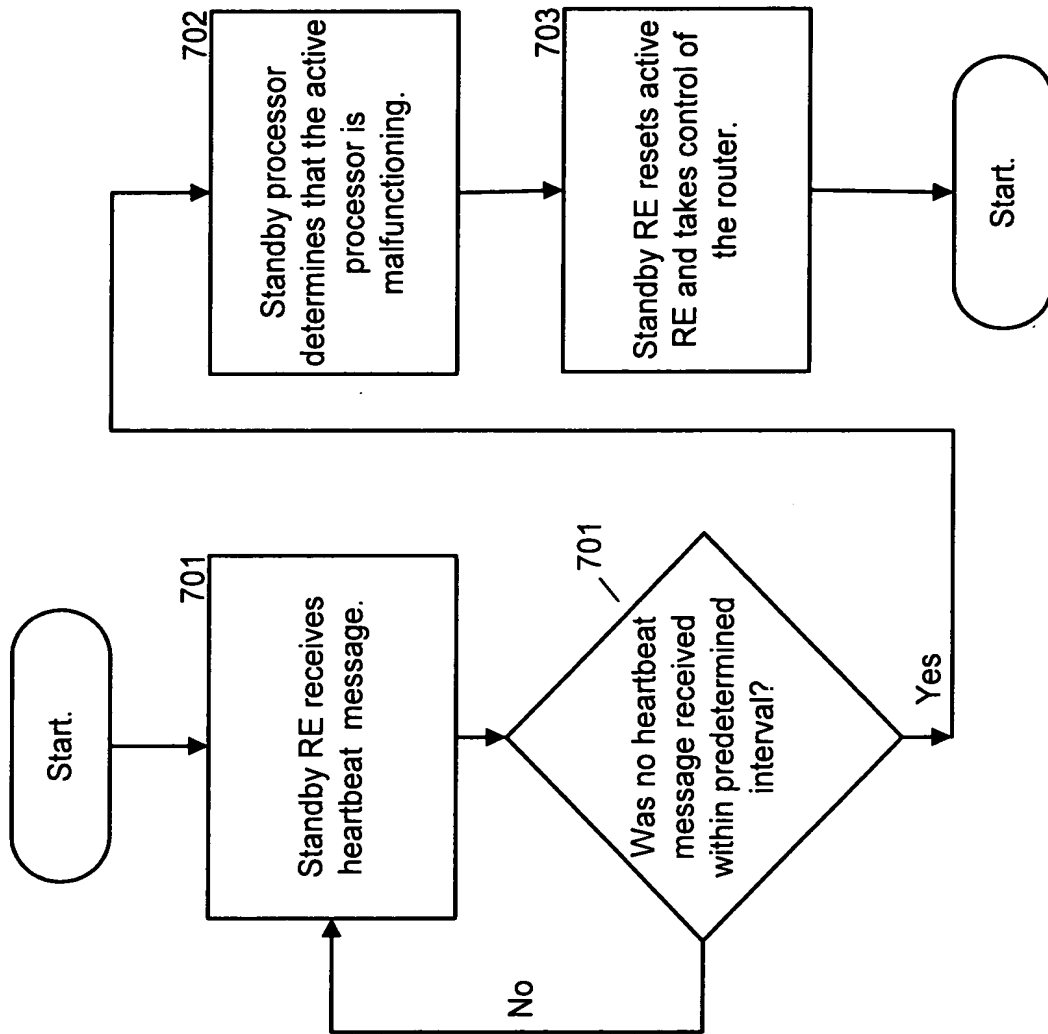 Start.
701
Standby RE receives
heartbeat message.
701
Was no heartbeat
message received
within predetermined
interval?
No
Yes
702
Standby processor
determines that the active
processor is
malfunctioning.
703
Standby RE resets active
RE and takes control of
the router.
Start.